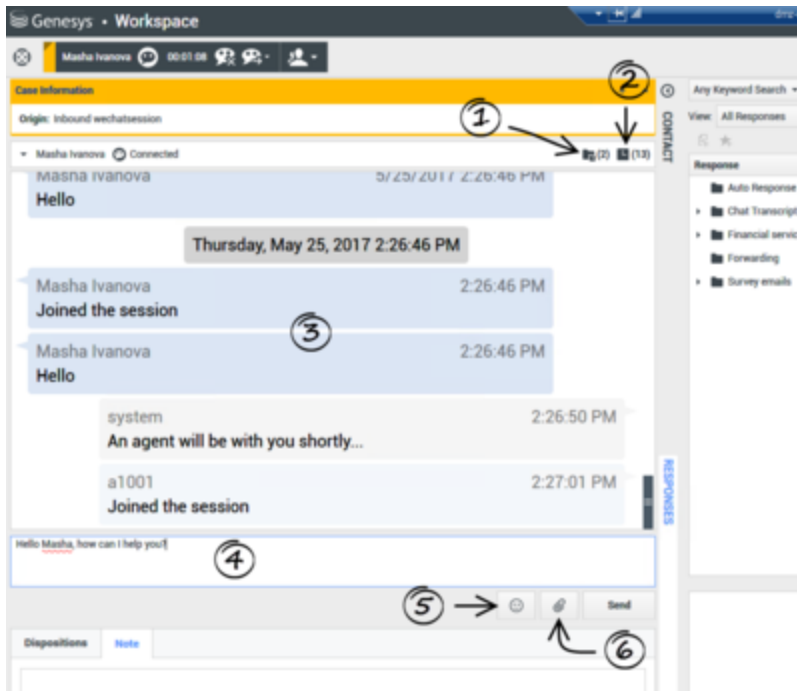 Genesys • Workspace
Masha Ivanova 00:01:08
Case Information
Origin: Inbound wechatsession
Masha Ivanova Connected (2) (13)
1
2
Masha Ivanova 5/25/2017 2:26:46 PM
Hello
Thursday, May 25, 2017 2:26:46 PM
Masha Ivanova 2:26:46 PM
Joined the session
3
Masha Ivanova 2:26:46 PM
Hello
system 2:26:50 PM
An agent will be with you shortly...
a1001 2:27:01 PM
Joined the session
Hello Masha, how can I help you?
4
5
Send
6
Dispositions Note
CONTACT
RESPONSES
Any Keyword Search
View: All Responses
Response
Auto Response
Chat Transcript
Financial servic
Forwarding
Survey emails